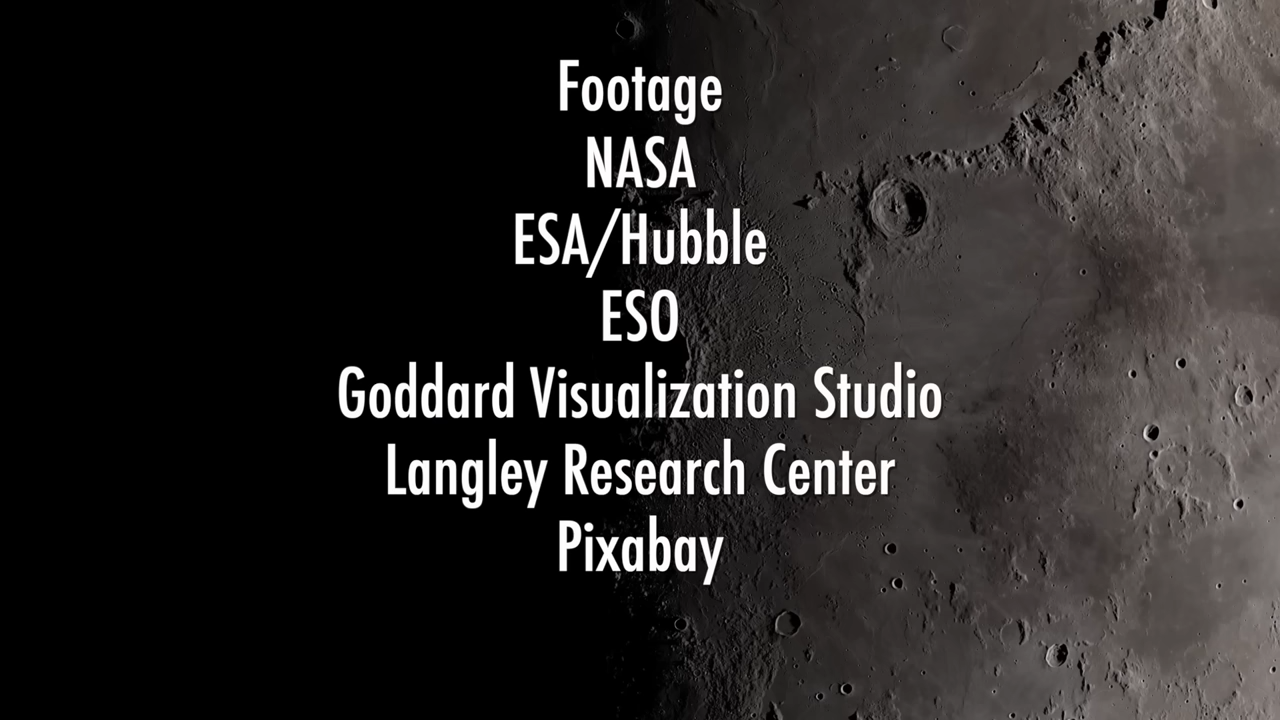 Footage
NASA
ESA/Hubble
ESO
Goddard Visualization Studio
Langley Research Center
Pixabay